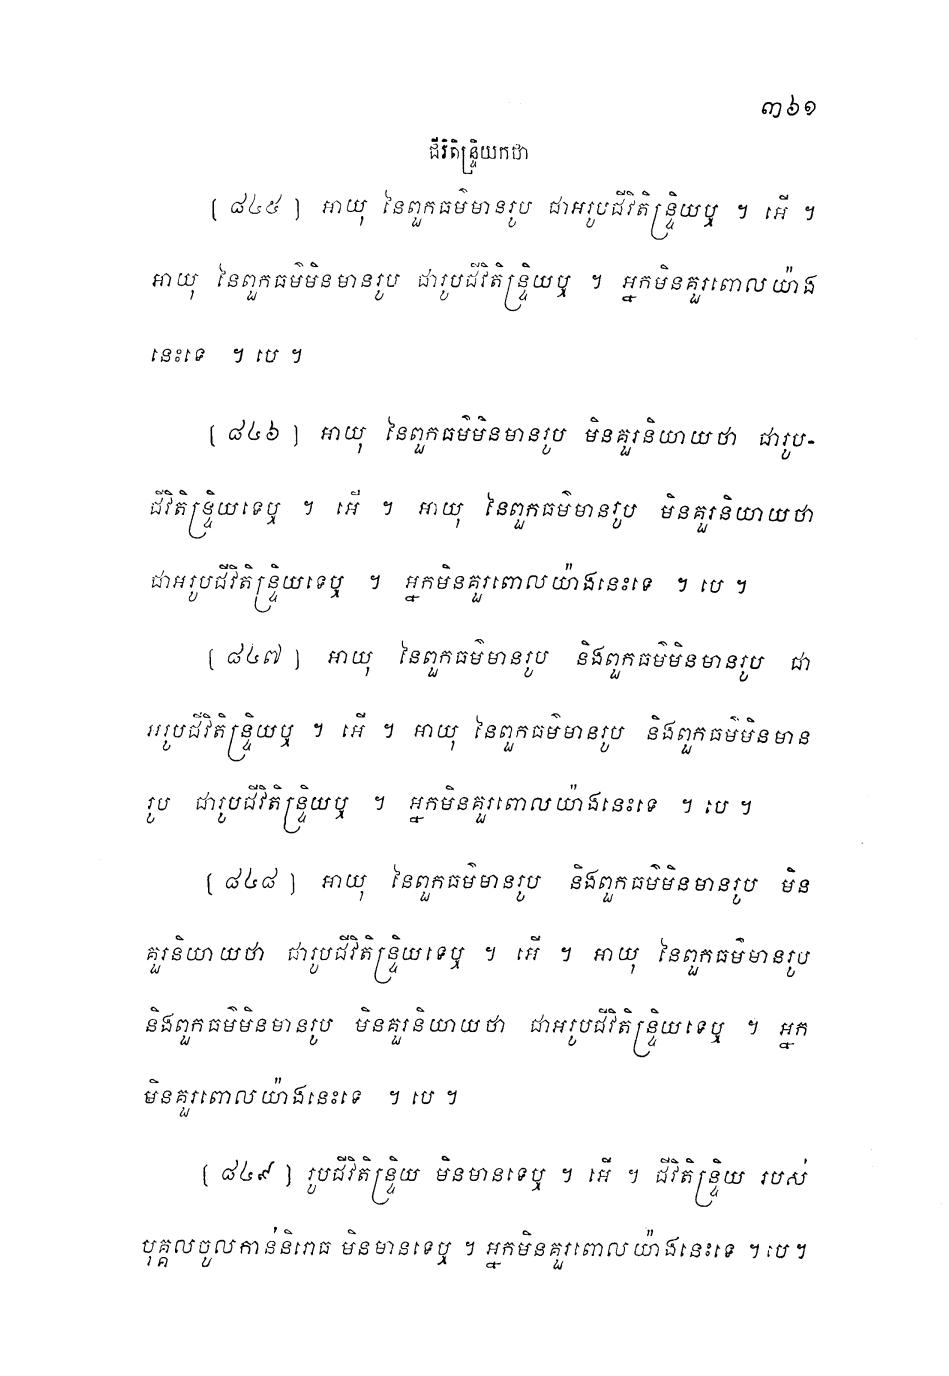 ៣៦១
ជីវិតិន្ទ្រិយកថា
[ ៨៤៥ ] អាយុ នៃពួកធម៌មានរូប ជាអរូបជីវិតិន្ទ្រិយឬ ។ អើ ។
អាយុ នៃពួកធម៌មិនមានរូប ជារូបជីវិតិន្ទ្រិយឬ ។ អ្នកមិនគួរពោលយ៉ាង
នេះទេ ។ បេ ។
[ ៨៤៦ ] អាយុ នៃពួកធម៌មិនមានរូប មិនគួរនិយាយថា ជារូប-
ជីវិតិន្ទ្រិយទេឬ ។ អើ ។ អាយុ នៃពួកធម៌មានរូប មិនគួរនិយាយថា
ជាអរូបជីវិតិន្ទ្រិយទេឬ ។ អ្នកមិនគួរពោលយ៉ាងនេះទេ ។ បេ ។
[ ៨៤៧ ] អាយុ នៃពួកធម៌មានរូប និងពួកធម៌មិនមានរូប ជា
អរូបជីវិតិន្ទ្រិយឬ ។ អើ ។ អាយុ នៃពួកធម៌មានរូប និងពួកធម៌មិនមាន
រូប ជារូបជីវិតិន្ទ្រិយឬ ។ អ្នកមិនគួរពោលយ៉ាងនេះទេ ។ បេ ។
[ ៨៤៨ ] អាយុ នៃពួកធម៌មានរូប និងពួកធម៌មិនមានរូប មិន
គួរនិយាយថា ជារូបជីវិតិន្ទ្រិយទេឬ ។ អើ ។ អាយុ នៃពួកធម៌មានរូប
និងពួកធម៌មិនមានរូប មិនគួរនិយាយថា ជាអរូបជីវិតិន្ទ្រិយទេឬ ។ អ្នក
មិនគួរពោលយ៉ាងនេះទេ ។ បេ ។
[ ៨៤៩ ] រូបជីវិតិន្ទ្រិយ មិនមានទេឬ ។ អើ ។ ជីវិតិន្ទ្រិយ របស់
បុគ្គលចូលកាន់និរោធ មិនមានទេឬ ។ អ្នកមិនគួរពោលយ៉ាងនេះទេ ។ បេ ។